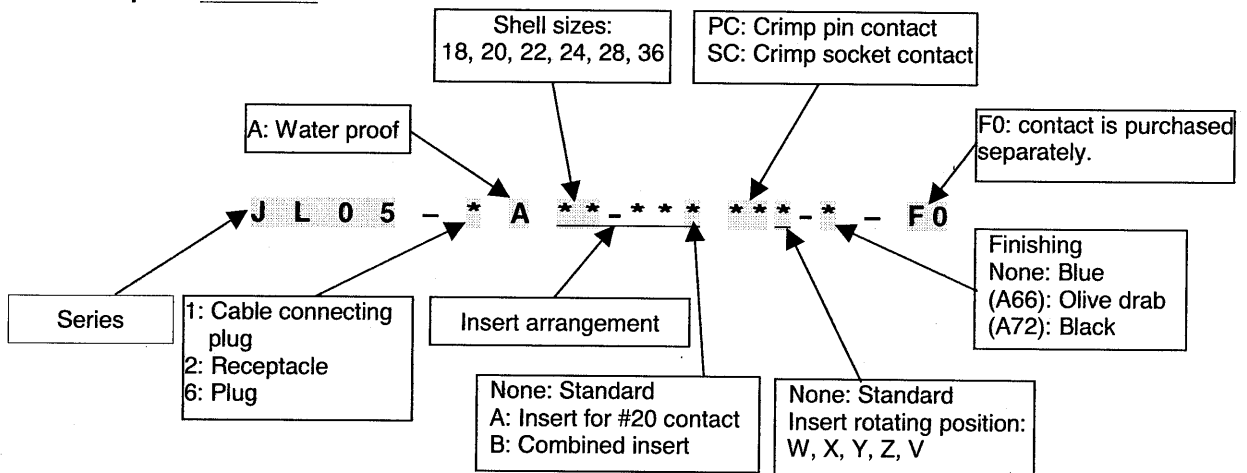 Shell sizes:
18, 20, 22, 24, 28, 36
PC: Crimp pin contact
SC: Crimp socket contact
A: Water proof
F0: contact is purchased
separately.
J L 0 5 – * A * * - * * * * * * - * – F 0
Series
1: Cable connecting
plug
2: Receptacle
6: Plug
Insert arrangement
Finishing
None: Blue
(A66): Olive drab
(A72): Black
None: Standard
A: Insert for #20 contact
B: Combined insert
None: Standard
Insert rotating position:
W, X, Y, Z, V